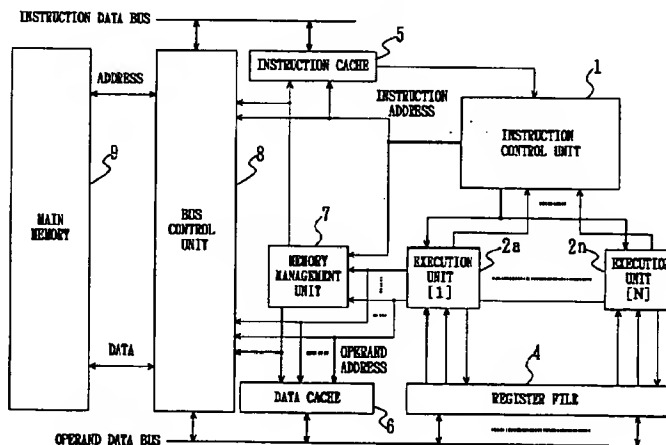 INSTRUCTION DATA BUS
5
INSTRUCTION CACHE
1
ADDRESS
INSTRUCTION
ADDRESS
INSTRUCTION
CONTROL UNIT
9
8
MAIN
MEMORY
BUS
CONTROL
UNIT
7
MEMORY
MANAGEMENT
UNIT
2a
EXECUTION
UNIT
[1]
2n
EXECUTION
UNIT
[N]
DATA
OPERAND
ADDRESS
4
DATA CACHE
REGISTER FILE
6
OPERAND DATA BUS